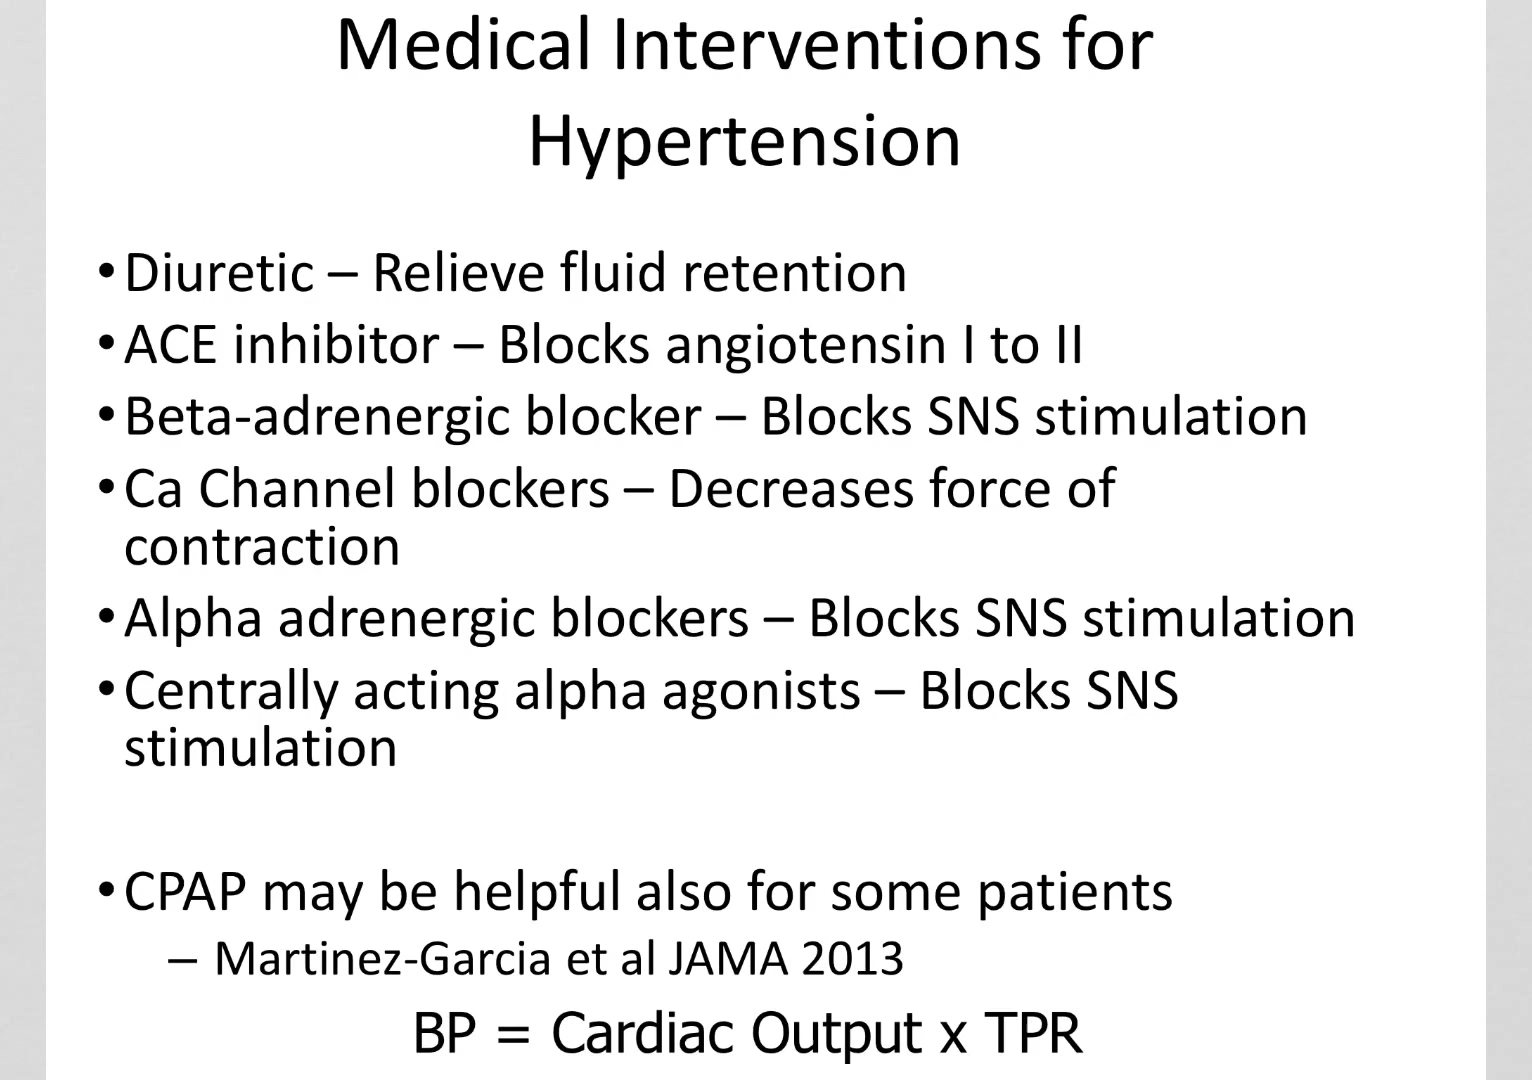 Medical Interventions for
Hypertension
•Diuretic – Relieve fluid retention
•ACE inhibitor – Blocks angiotensin I to II
•Beta-adrenergic blocker – Blocks SNS stimulation
•Ca Channel blockers – Decreases force of
contraction
•Alpha adrenergic blockers – Blocks SNS stimulation
•Centrally acting alpha agonists – Blocks SNS
stimulation
•CPAP may be helpful also for some patients
– Martinez-Garcia et al JAMA 2013
BP = Cardiac Output x TPR